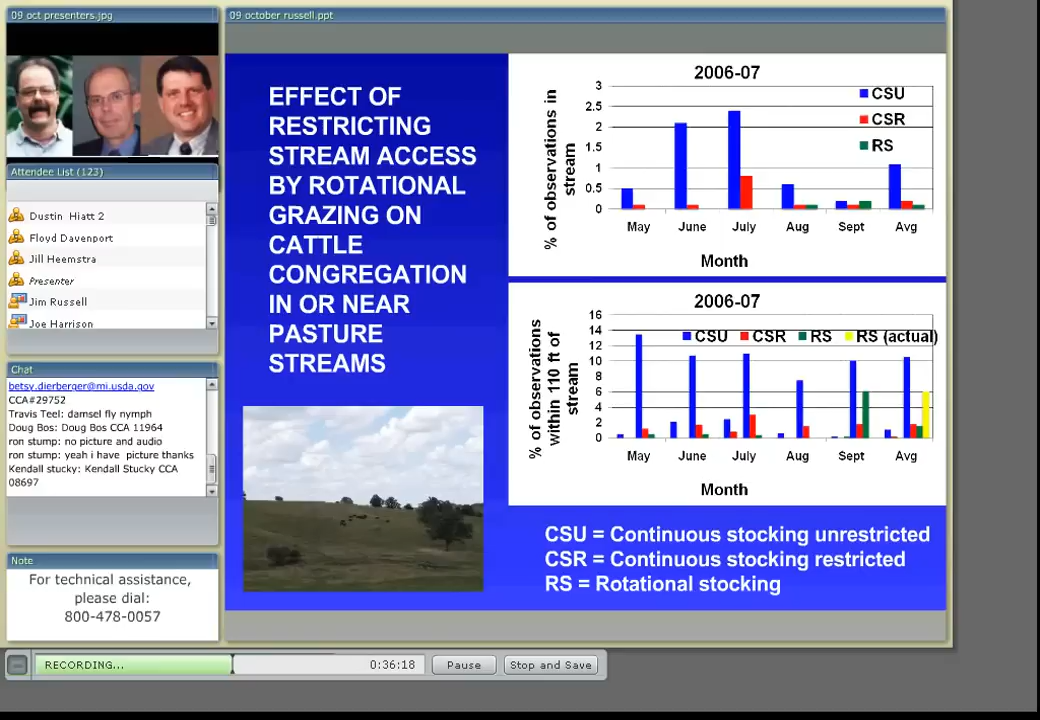 09 oct presenters.jpg
Attendee List (123)
Dustin Hiatt 2
Floyd Davenport
Jill Heemstra
Presenter
Jim Russell
Joe Harrison
Chat
betsy.dierberger@mi.usda.gov
CCA#29752
Travis Teel: damsel fly nymph
Doug Bos: Doug Bos CCA 11964
ron stump: no picture and audio
ron stump: yeah i have picture thanks
Kendall stucky: Kendall Stucky CCA
08697
Note
For technical assistance,
please dial:
800-478-0057
09 october russell.ppt
EFFECT OF
RESTRICTING
STREAM ACCESS
BY ROTATIONAL
GRAZING ON
CATTLE
CONGREGATION
IN OR NEAR
PASTURE
STREAMS
2006-07
% of observations in
stream
3
2.5
2
1.5
1
0.5
0
CSU
CSR
RS
May June July Aug Sept Avg
Month
2006-07
% of observations
within 110 ft of
stream
16
14
12
10
8
6
4
2
0
CSU CSR RS RS (actual)
May June July Aug Sept Avg
Month
CSU = Continuous stocking unrestricted
CSR = Continuous stocking restricted
RS = Rotational stocking
RECORDING... 0:36:18 Pause Stop and Save